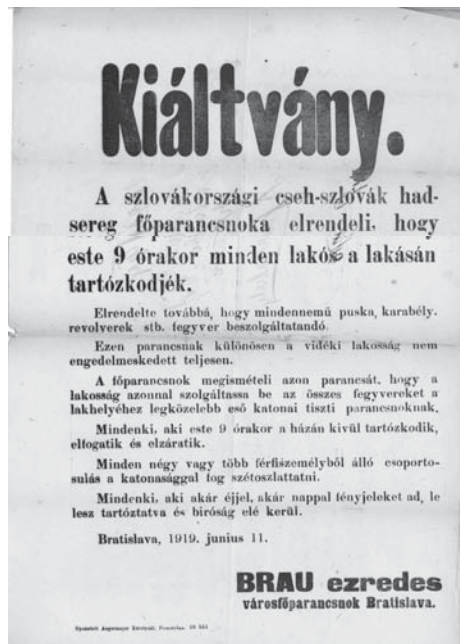 Kiáltvány.
A szlovákországi cseh-szlovák had-
sereg főparancsnoka elrendeli, hogy
este 9 órakor minden lakós a lakásán
tartózkodjék.
Elrendelte továbbá, hogy mindennemű puska, karabély,
revolverek stb. fegyver beszolgáltatandó.
Ezen parancsnak különösen a vidéki lakosság nem
engedelmeskedett teljesen.
A főparancsnok megismétli azon parancsát, hogy a
lakosság azonnal szolgáltassa be az összes fegyvereket a
lakhelyéhez legközelebb eső katonai tiszti parancsnoknak.
Mindenki, aki este 9 órakor a házán kivül tartózkodik,
elfogatik és elzáratik.
Minden négy vagy több férfiszemélyből álló csoporto-
sulás a katonasággal fog szétoszlattatni.
Mindenki, aki akár éjjel, akár nappal fényjeleket ad, le
lesz tartóztatva és biróság elé kerül.
Bratislava, 1919. junius 11.
BRAU ezredes
városfőparancsnok Bratislava.